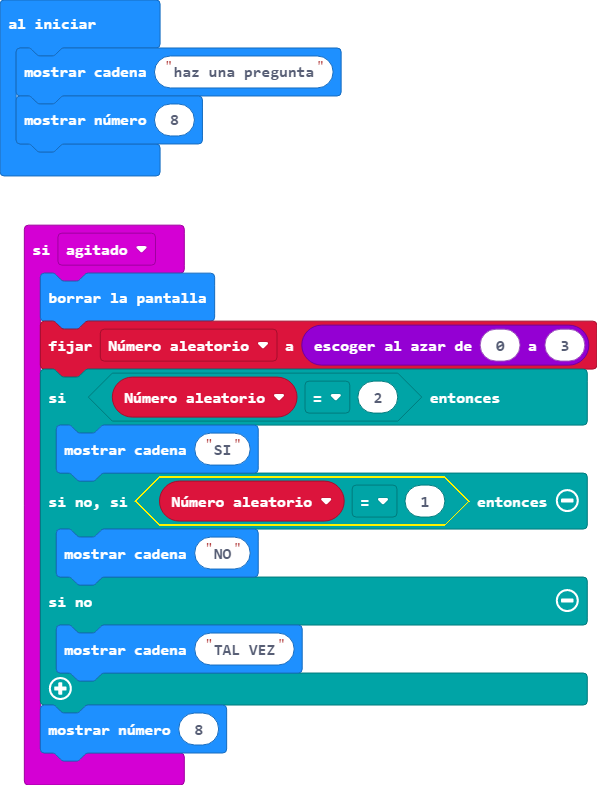 al iniciar
mostrar cadena "haz una pregunta"
mostrar número 8
si agitado
borrar la pantalla
fijar Número aleatorio a escoger al azar de 0 a 3
si Número aleatorio = 2 entonces
mostrar cadena "SI"
si no, si Número aleatorio = 1 entonces
mostrar cadena "NO"
si no
mostrar cadena "TAL VEZ"
mostrar número 8